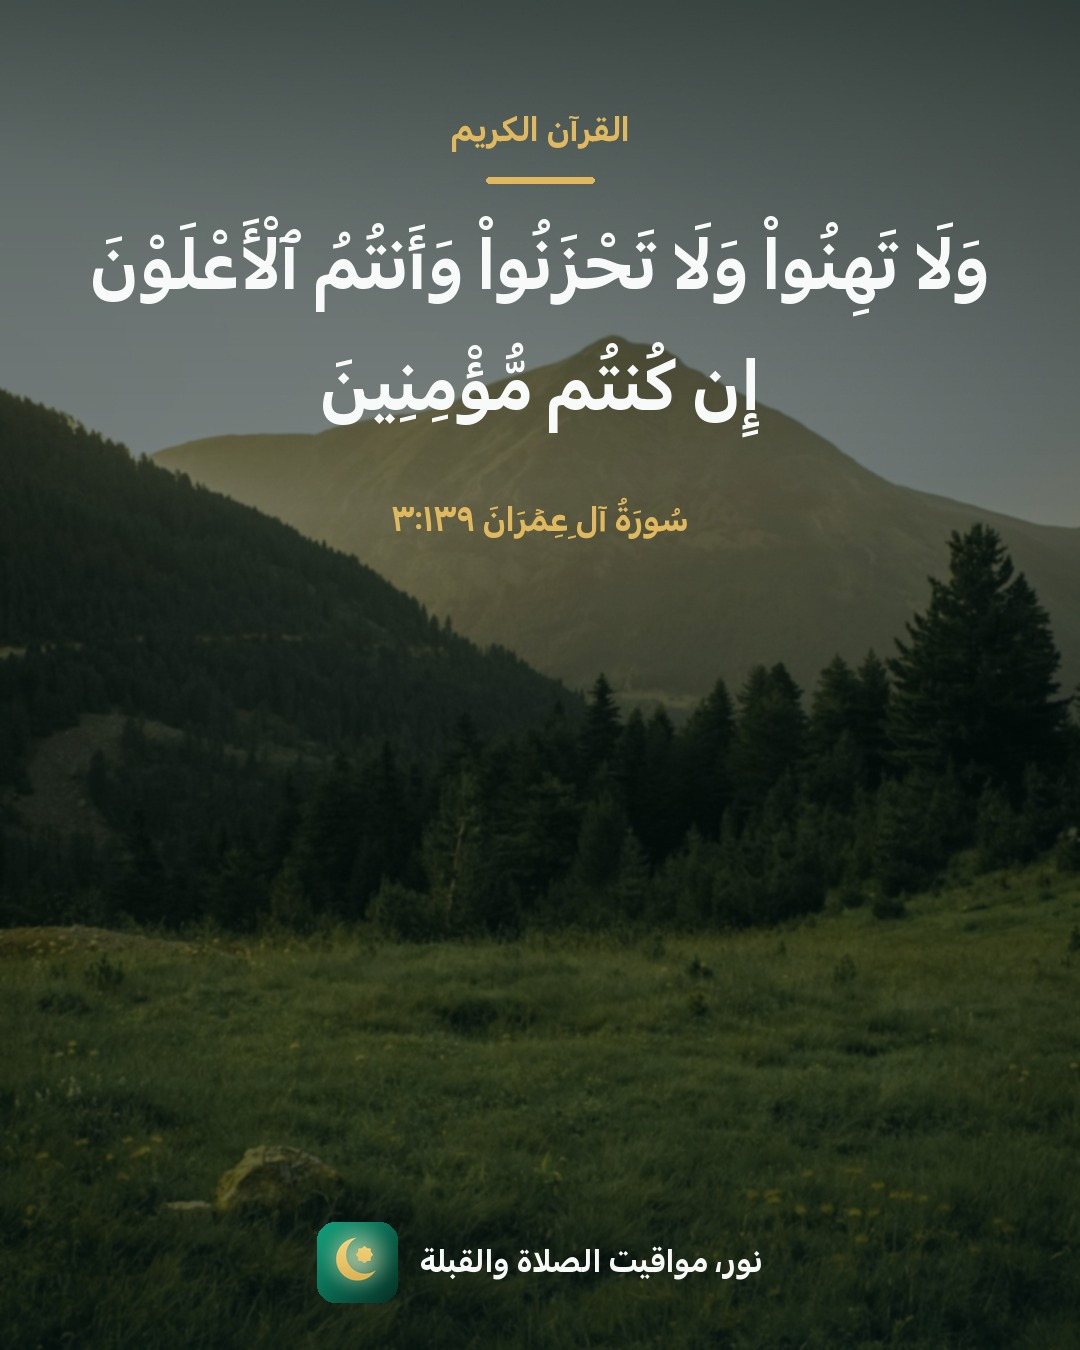 القرآن الكريم
وَلَا تَهِنُوا۟ وَلَا تَحْزَنُوا۟ وَأَنتُمُ ٱلْأَعْلَوْنَ
إِن كُنتُم مُّؤْمِنِينَ
سُورَةُ آل عِمۡرَانَ ٣:١٣٩
نور، مواقيت الصلاة والقبلة